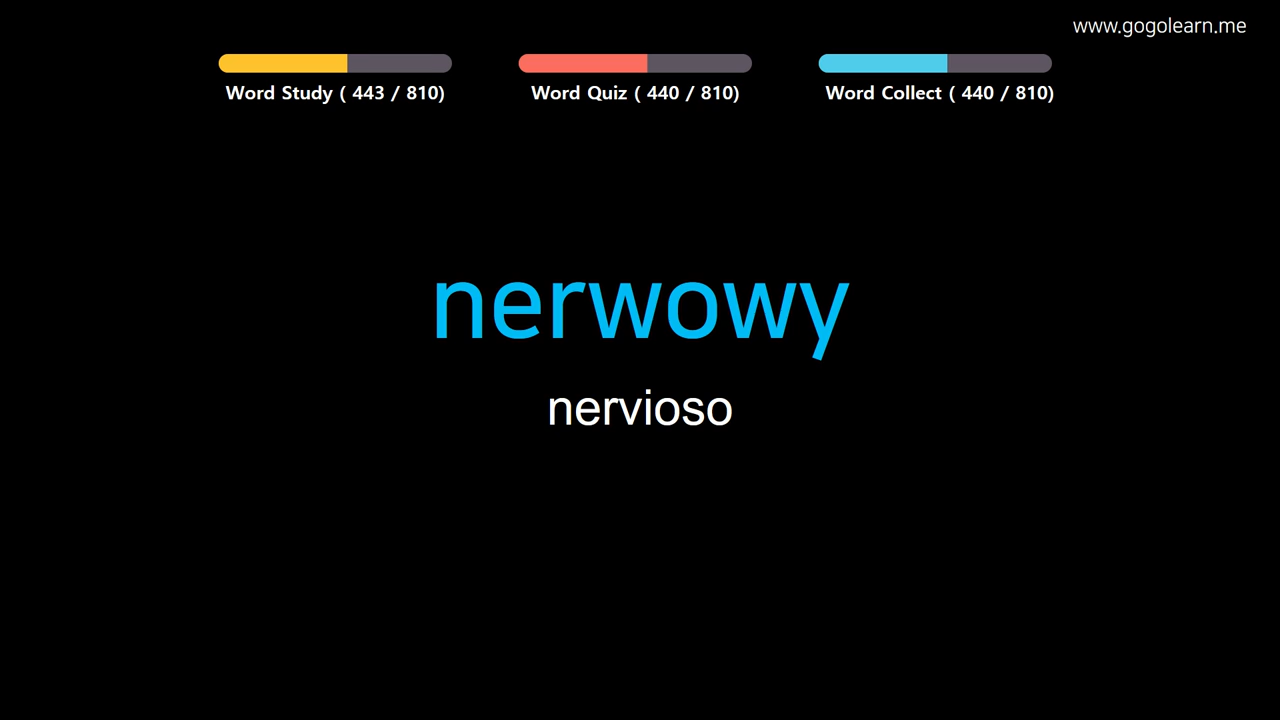 www.gogolearn.me
Word Study ( 443 / 810)
Word Quiz ( 440 / 810)
Word Collect ( 440 / 810)
nerwowy
nervioso